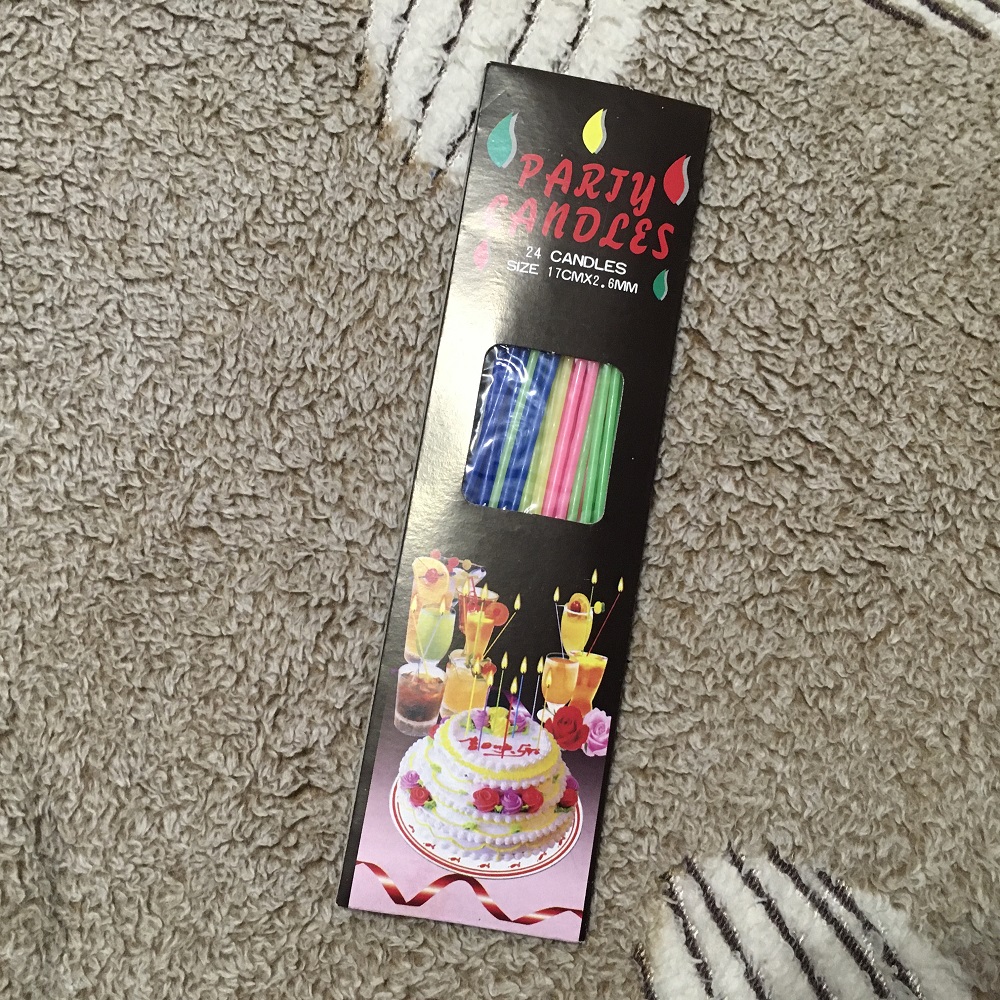 PARTY
CANDLES
24 CANDLES
SIZE 17CMX2.6MM